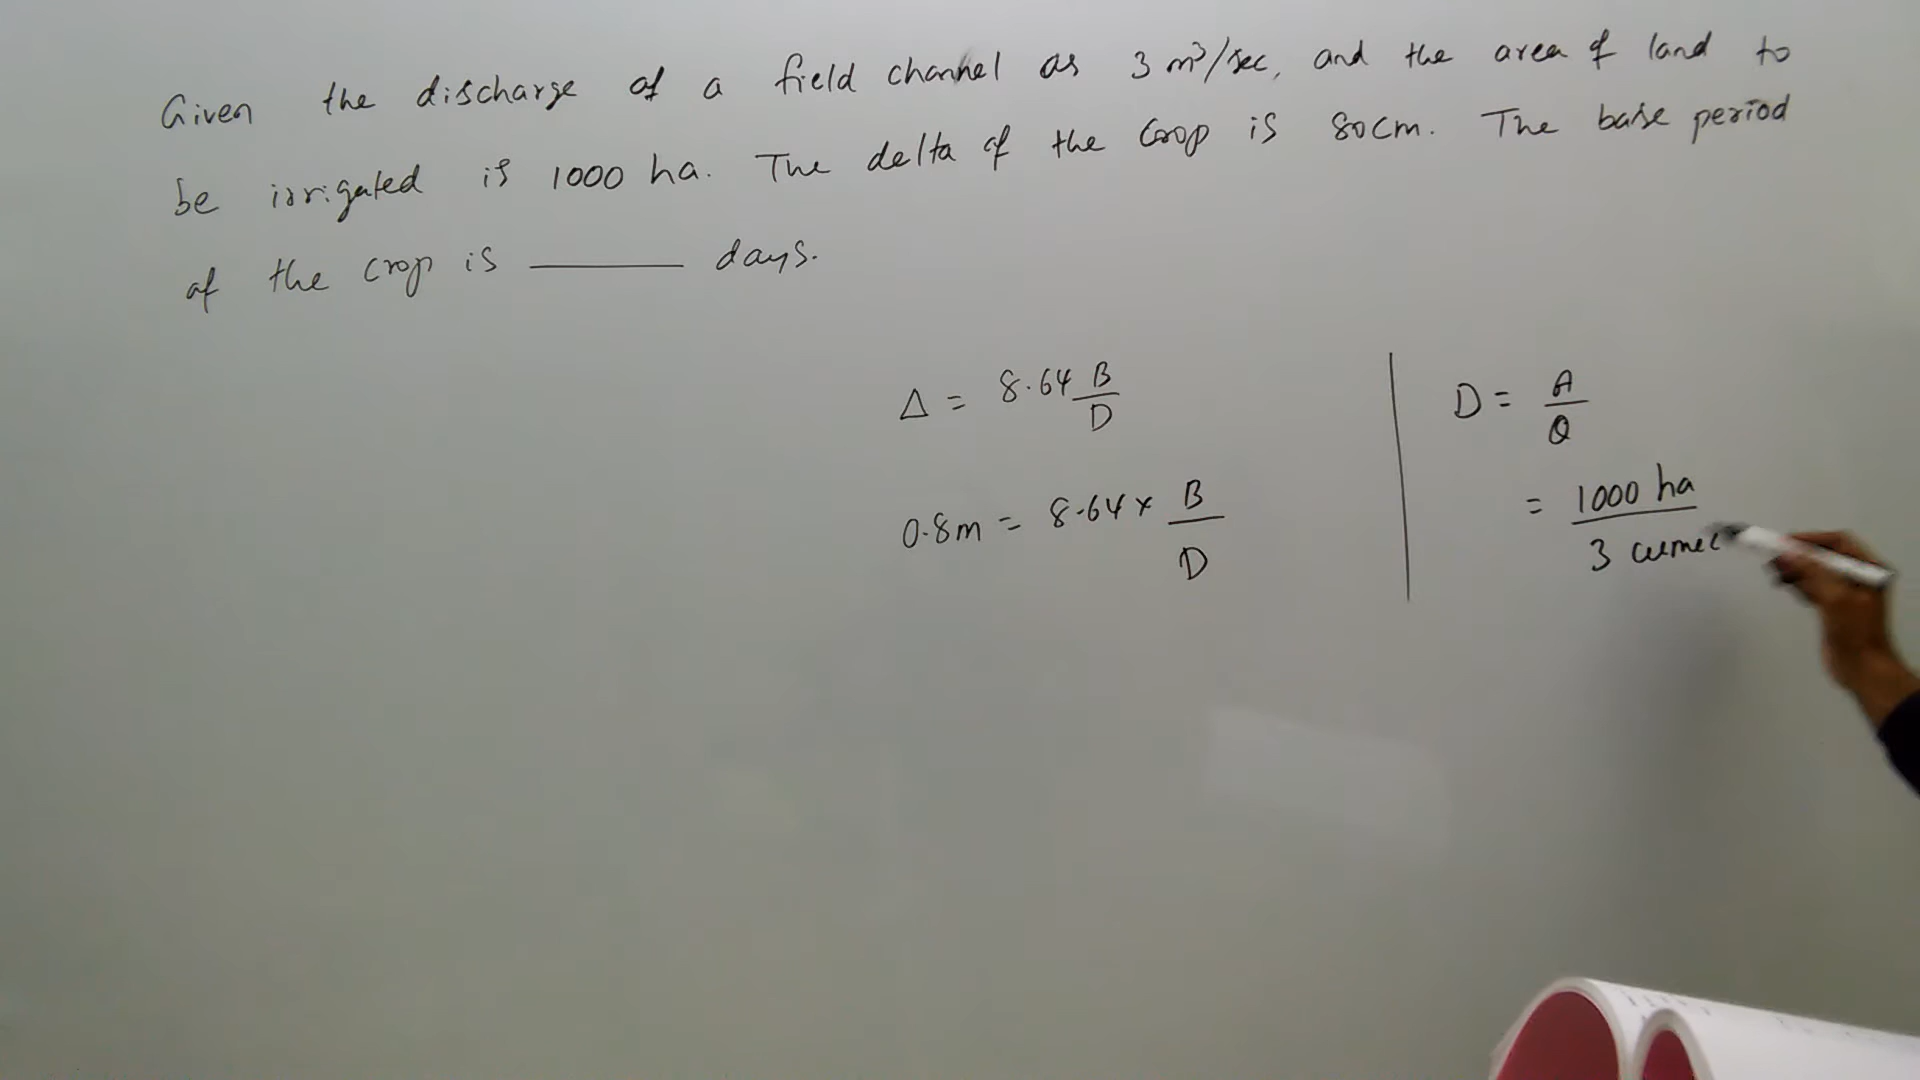 Given the discharge of a field channel as 3 m³/sec, and the area of land to
be irrigated is 1000 ha. The delta of the crop is 80cm. The base period
of the crop is ______ days.
Δ = 8.64 B/D
0.8m = 8.64 × B/D
D = A/Q
= 1000 ha / 3 cumec